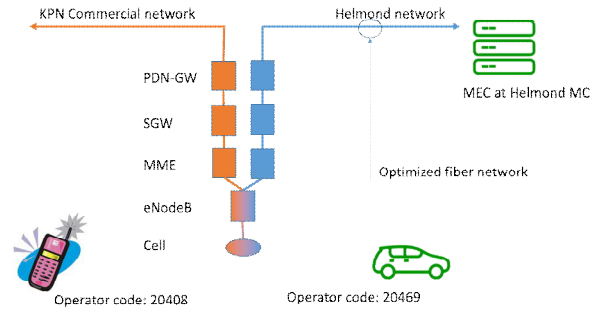 KPN Commercial network
Helmond network
PDN-GW
MEC at Helmond MC
SGW
MME
Optimized fiber network
eNodeB
Cell
Operator code: 20408
Operator code: 20469